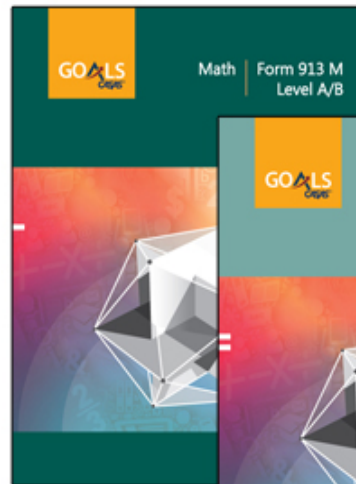 GOALS
CASAS
Math | Form 913 M
Level A/B
GOALS
CASAS